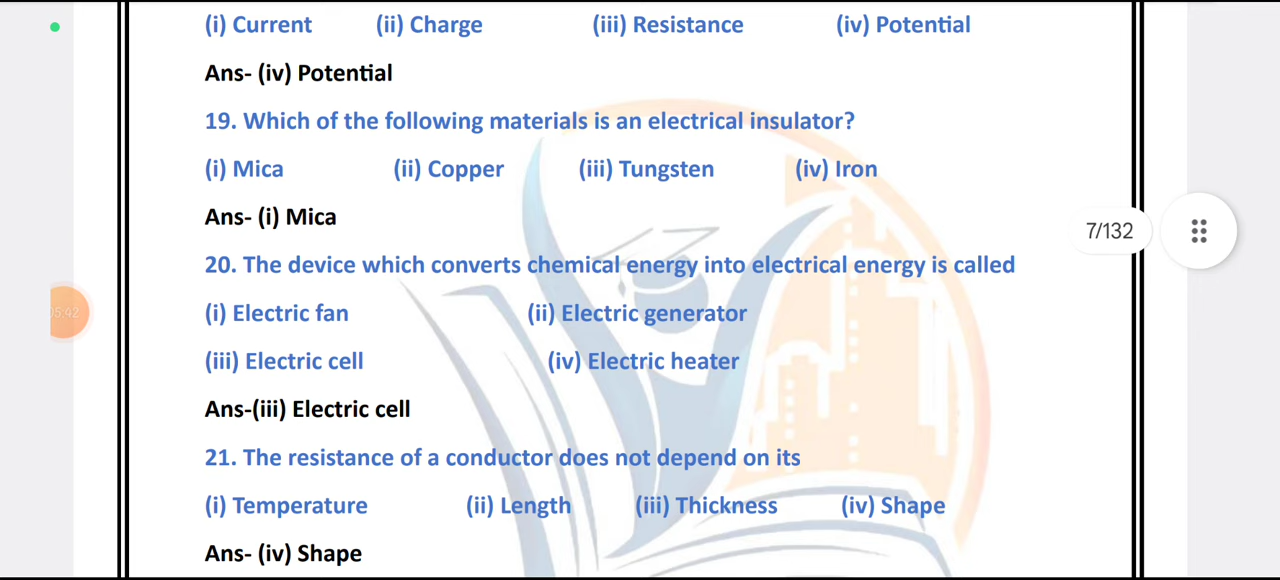 (i) Current (ii) Charge (iii) Resistance (iv) Potential
Ans- (iv) Potential
19. Which of the following materials is an electrical insulator?
(i) Mica (ii) Copper (iii) Tungsten (iv) Iron
Ans- (i) Mica
7/132
20. The device which converts chemical energy into electrical energy is called
(i) Electric fan (ii) Electric generator
05:42
(iii) Electric cell (iv) Electric heater
Ans-(iii) Electric cell
21. The resistance of a conductor does not depend on its
(i) Temperature (ii) Length (iii) Thickness (iv) Shape
Ans- (iv) Shape